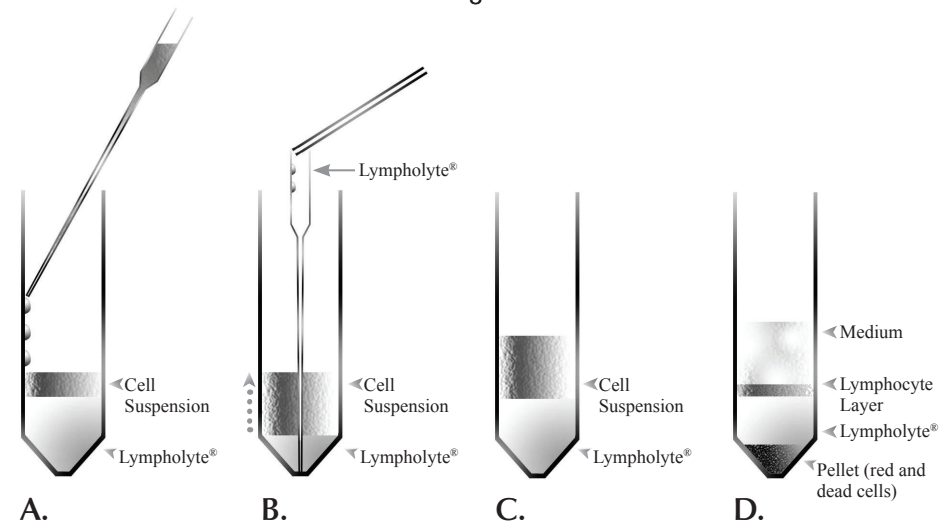 Lympholyte®
Cell
Suspension
Lympholyte®
A.
Cell
Suspension
Lympholyte®
B.
Cell
Suspension
Lympholyte®
C.
Medium
Lymphocyte
Layer
Lympholyte®
Pellet (red and
dead cells)
D.